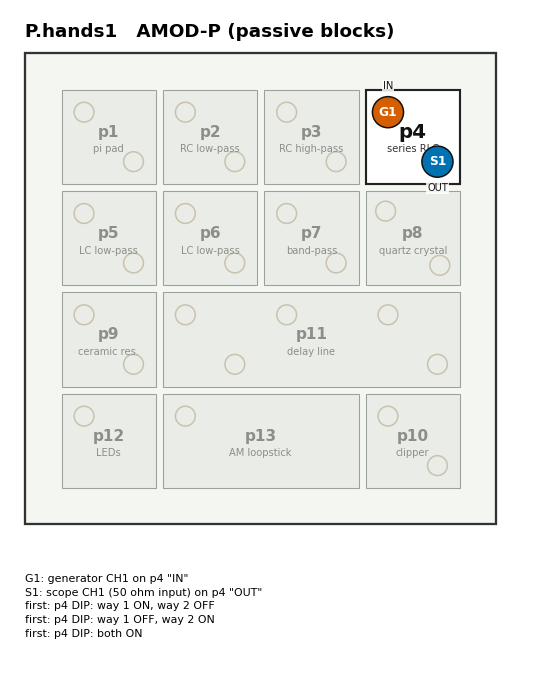 P.hands1 AMOD-P (passive blocks)
IN
G1
p1
pi pad
p2
RC low-pass
p3
RC high-pass
p4
series RLC
S1
OUT
p5
LC low-pass
p6
LC low-pass
p7
band-pass
p8
quartz crystal
p9
ceramic res.
p11
delay line
p12
LEDs
p13
AM loopstick
p10
clipper
G1: generator CH1 on p4 "IN"
S1: scope CH1 (50 ohm input) on p4 "OUT"
first: p4 DIP: way 1 ON, way 2 OFF
first: p4 DIP: way 1 OFF, way 2 ON
first: p4 DIP: both ON